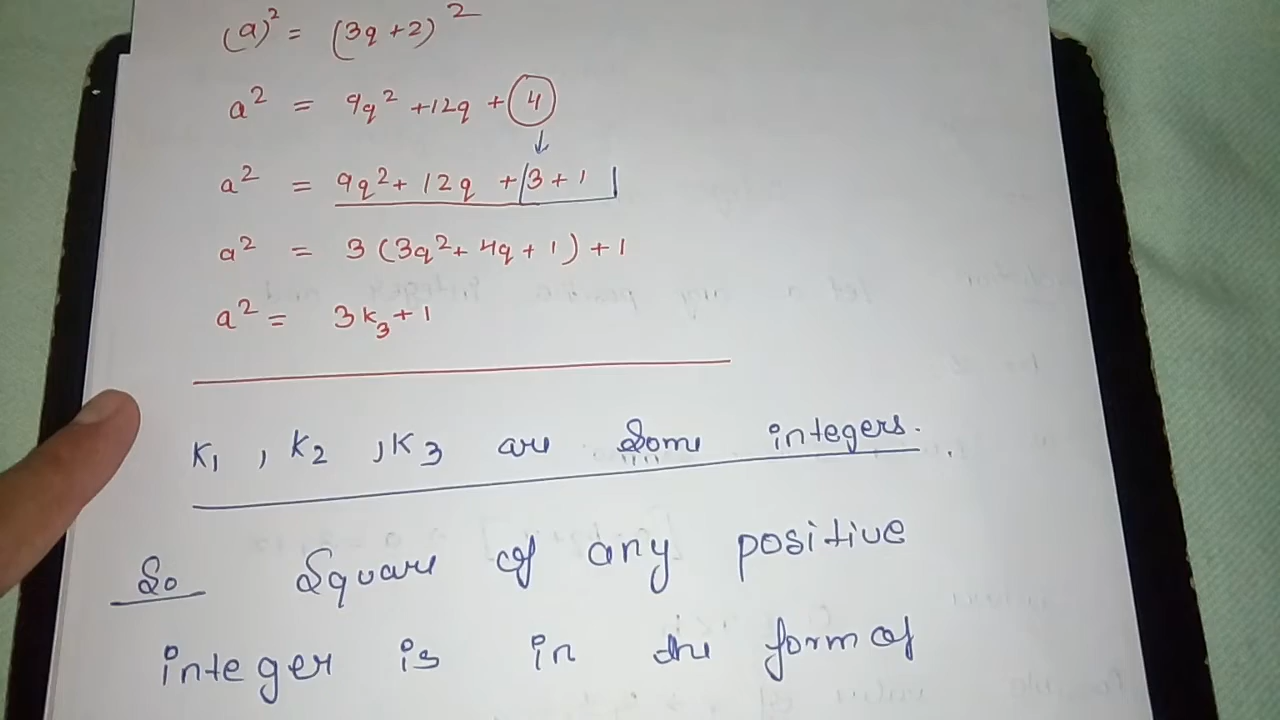 (a)² = (3q+2)²
a² = 9q² +12q +4
a² = 9q²+ 12q +3+1
a² = 3(3q²+4q+1)+1
a² = 3k₃+1
K₁, K₂, K₃ are some integers.
So Square of any positive
integer is in the form of